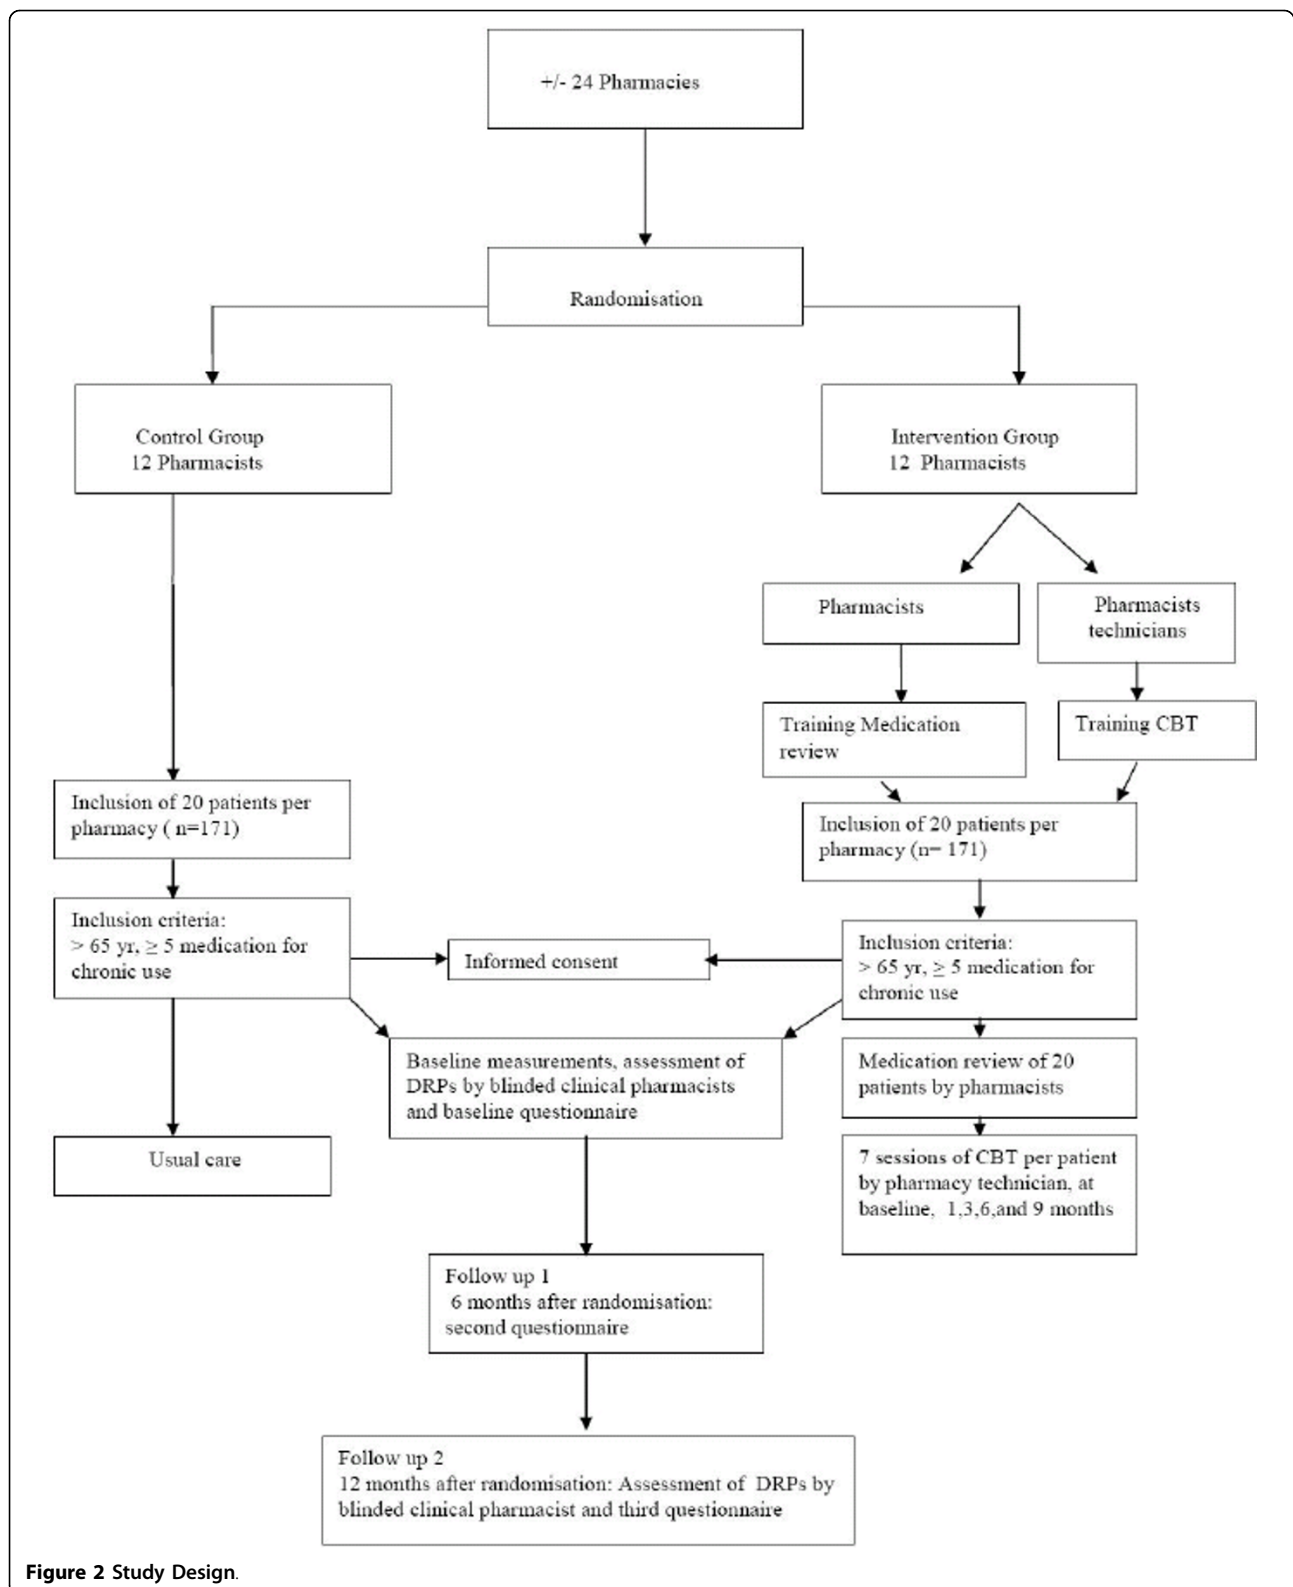 +/- 24 Pharmacies
Randomisation
Control Group
12 Pharmacists
Intervention Group
12 Pharmacists
Pharmacists
Pharmacists
technicians
Training Medication
review
Training CBT
Inclusion of 20 patients per
pharmacy ( n=171)
Inclusion of 20 patients per
pharmacy (n= 171)
Inclusion criteria:
> 65 yr, ≥ 5 medication for
chronic use
Informed consent
Inclusion criteria:
> 65 yr, ≥ 5 medication for
chronic use
Baseline measurements, assessment of
DRPs by blinded clinical pharmacists
and baseline questionnaire
Medication review of 20
patients by pharmacists
Usual care
7 sessions of CBT per patient
by pharmacy technician, at
baseline, 1,3,6,and 9 months
Follow up 1
6 months after randomisation:
second questionnaire
Follow up 2
12 months after randomisation: Assessment of DRPs by
blinded clinical pharmacist and third questionnaire
Figure 2 Study Design.